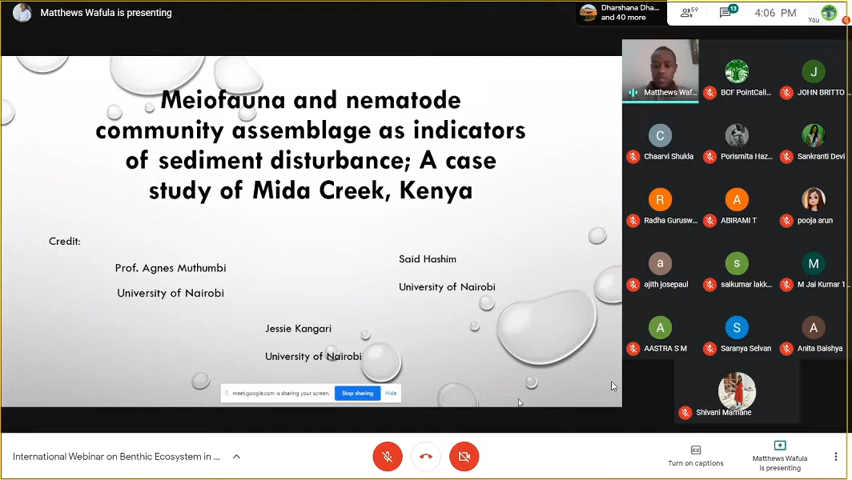 Matthews Wafula is presenting
Dharshana Dha...
and 40 more
59
13
4:06 PM
You
Meiofauna and nematode
community assemblage as indicators
of sediment disturbance; A case
study of Mida Creek, Kenya
Credit:
Prof. Agnes Muthumbi
University of Nairobi
Said Hashim
University of Nairobi
Jessie Kangari
University of Nairobi
meet.google.com is sharing your screen.
Stop sharing
Hide
Matthews Waf...
BCF PointCali...
J
JOHN BRITTO
C
Chaarvi Shukla
Porismita Haz...
Sankranti Devi
R
Radha Gurusw...
A
ABIRAMI T
pooja arun
a
ajith josepaul
s
saikumar lakk...
M
M Jai Kumar T...
A
AASTRA S M
S
Saranya Selvan
A
Anita Baishya
Shivani Mamane
International Webinar on Benthic Ecosystem in ...
CC
Turn on captions
Matthews Wafula
is presenting